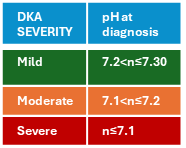 DKA SEVERITY
pH at diagnosis
Mild
7.2<n≤7.30
Moderate
7.1<n≤7.2
Severe
n≤7.1